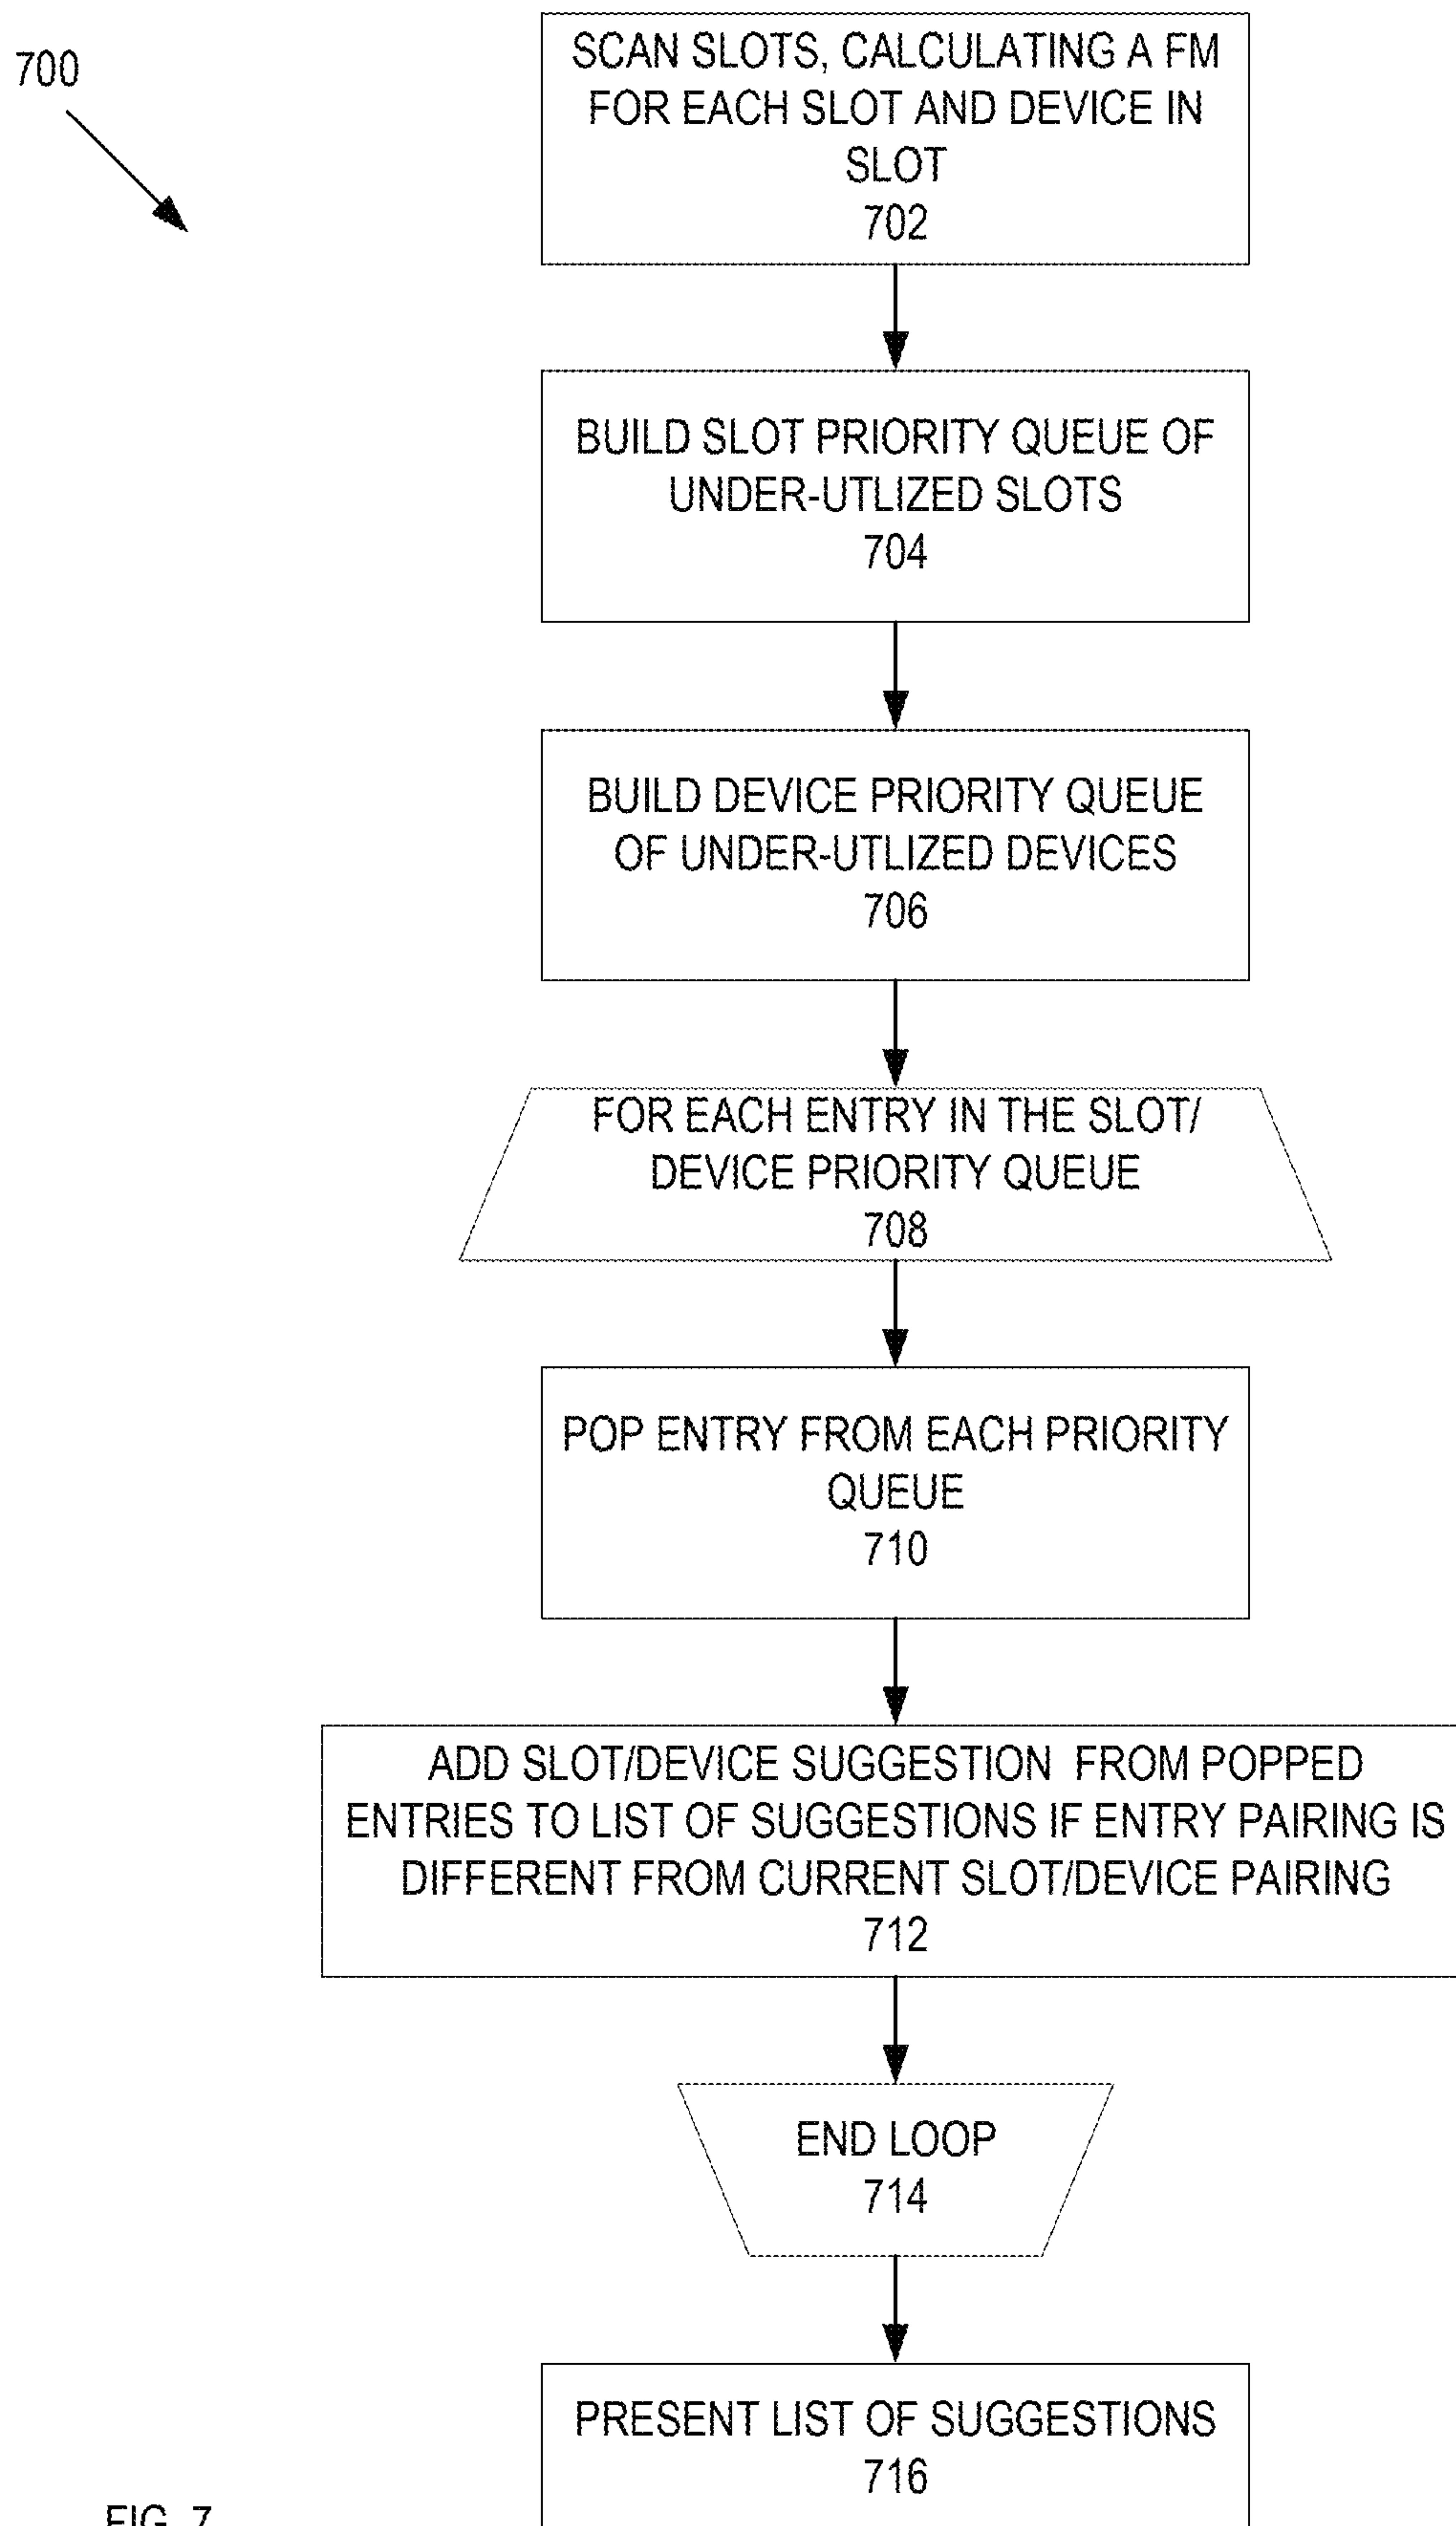 700
SCAN SLOTS, CALCULATING A FM
FOR EACH SLOT AND DEVICE IN
SLOT
702
BUILD SLOT PRIORITY QUEUE OF
UNDER-UTLIZED SLOTS
704
BUILD DEVICE PRIORITY QUEUE
OF UNDER-UTLIZED DEVICES
706
FOR EACH ENTRY IN THE SLOT/
DEVICE PRIORITY QUEUE
708
POP ENTRY FROM EACH PRIORITY
QUEUE
710
ADD SLOT/DEVICE SUGGESTION FROM POPPED
ENTRIES TO LIST OF SUGGESTIONS IF ENTRY PAIRING IS
DIFFERENT FROM CURRENT SLOT/DEVICE PAIRING
712
END LOOP
714
PRESENT LIST OF SUGGESTIONS
716
FIG. 7